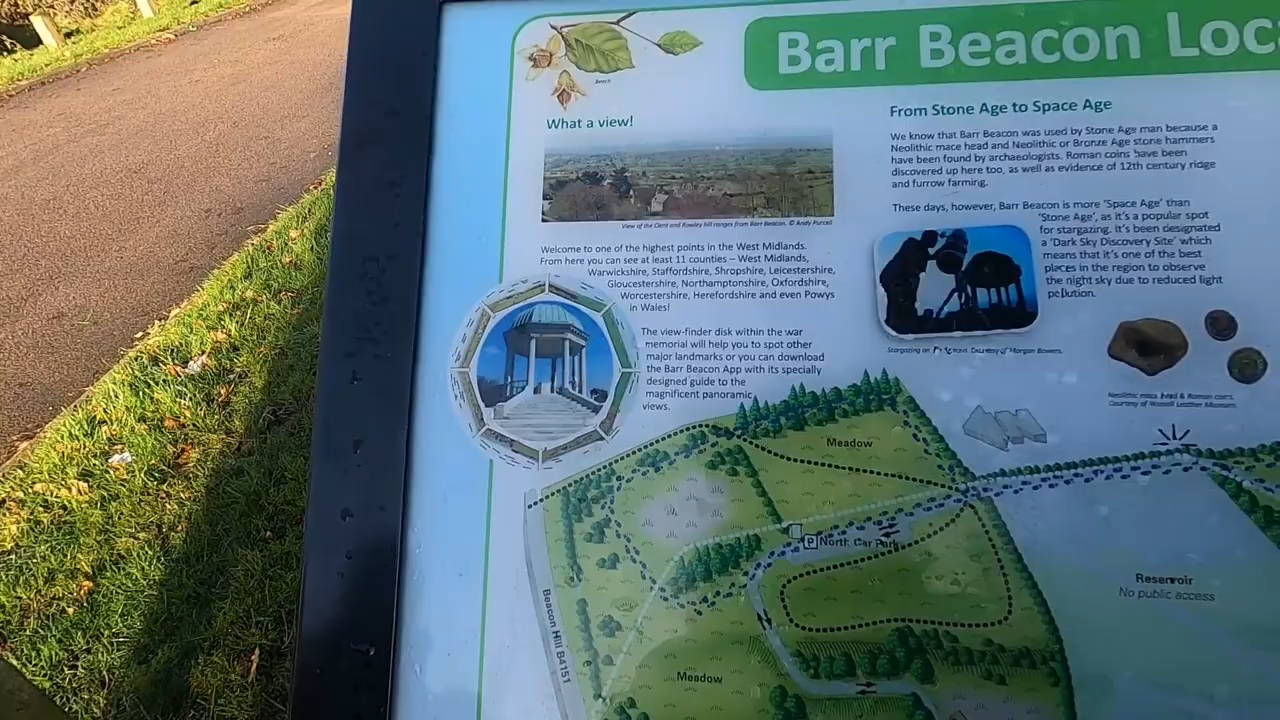 Barr Beacon Loc
Beech
What a view!
View of the Clent and Rowley hill ranges from Barr Beacon. © Andy Purcell
Welcome to one of the highest points in the West Midlands.
From here you can see at least 11 counties – West Midlands,
Warwickshire, Staffordshire, Shropshire, Leicestershire,
Gloucestershire, Northamptonshire, Oxfordshire,
Worcestershire, Herefordshire and even Powys
in Wales!
The view-finder disk within the war
memorial will help you to spot other
major landmarks or you can download
the Barr Beacon App with its specially
designed guide to the
magnificent panoramic
views.
From Stone Age to Space Age
We know that Barr Beacon was used by Stone Age man because a
Neolithic mace head and Neolithic or Bronze Age stone hammers
have been found by archaeologists. Roman coins have been
discovered up here too, as well as evidence of 12th century ridge
and furrow farming.
These days, however, Barr Beacon is more 'Space Age' than
'Stone Age', as it's a popular spot
for stargazing. It's been designated
a 'Dark Sky Discovery Site' which
means that it's one of the best
places in the region to observe
the night sky due to reduced light
pollution.
Stargazing on Courtesy of Morgan Bowers.
Neolithic mace head & Roman coins.
Courtesy of Walsall Leather Museum.
Meadow
P North Car Park
Reservoir
No public access
Beacon Hill B4151
Meadow